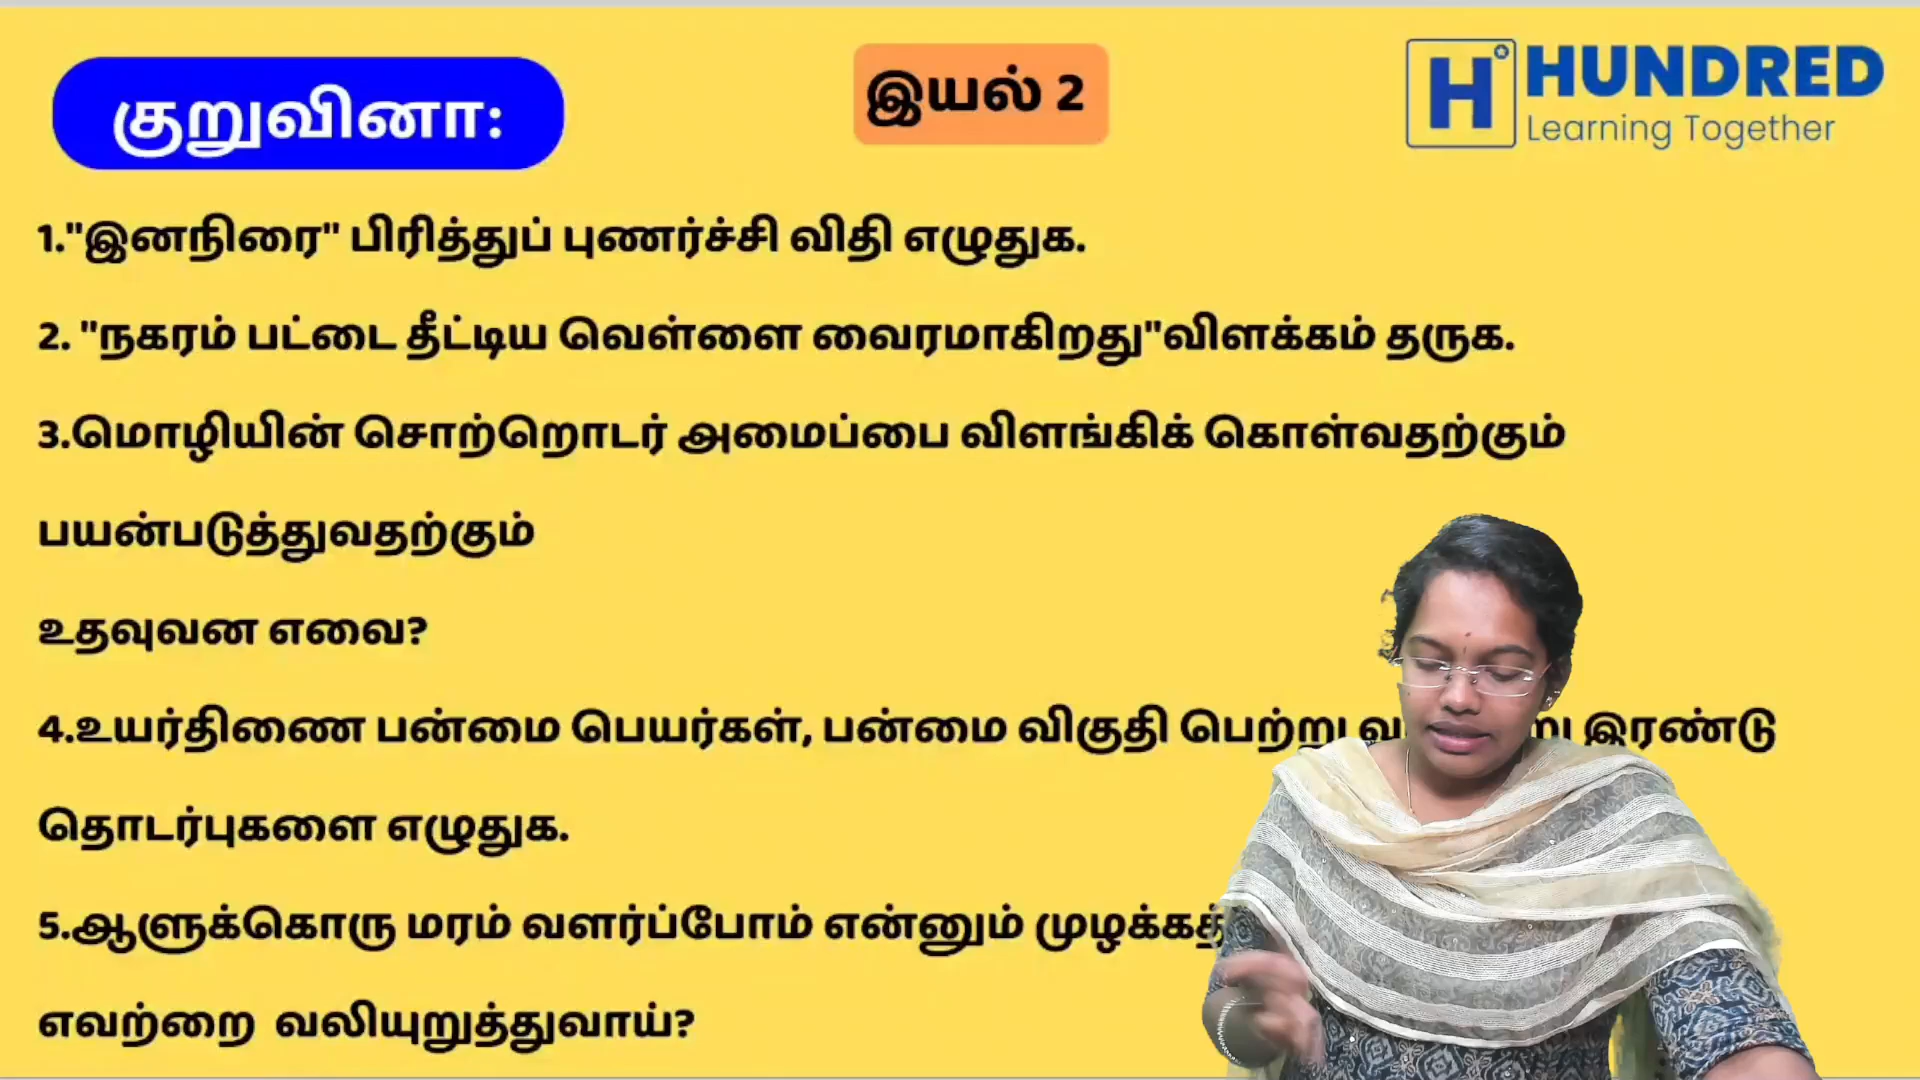 குறுவினா:
இயல் 2
H HUNDRED
Learning Together
1."இனநிரை" பிரித்துப் புணர்ச்சி விதி எழுதுக.
2. "நகரம் பட்டை தீட்டிய வெள்ளை வைரமாகிறது"விளக்கம் தருக.
3.மொழியின் சொற்றொடர் அமைப்பை விளங்கிக் கொள்வதற்கும்
பயன்படுத்துவதற்கும்
உதவுவன எவை?
4.உயர்திணை பன்மை பெயர்கள், பன்மை விகுதி பெற்று இரண்டு
தொடர்புகளை எழுதுக.
5.ஆளுக்கொரு மரம் வளர்ப்போம் என்னும்
எவற்றை வலியுறுத்துவாய்?